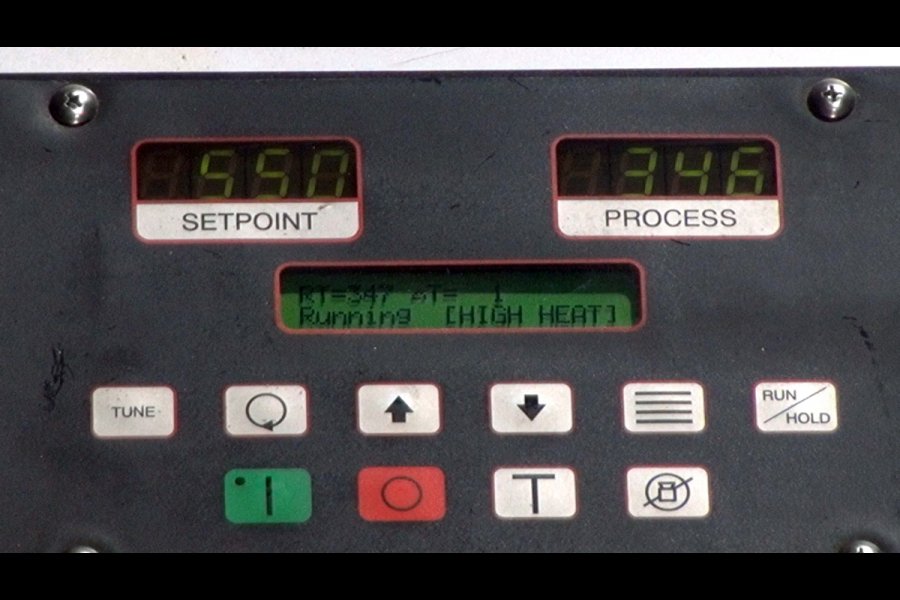 550
SETPOINT
346
PROCESS
RT=347 ΔT= 1
Running [HIGH HEAT]
TUNE
RUN/HOLD